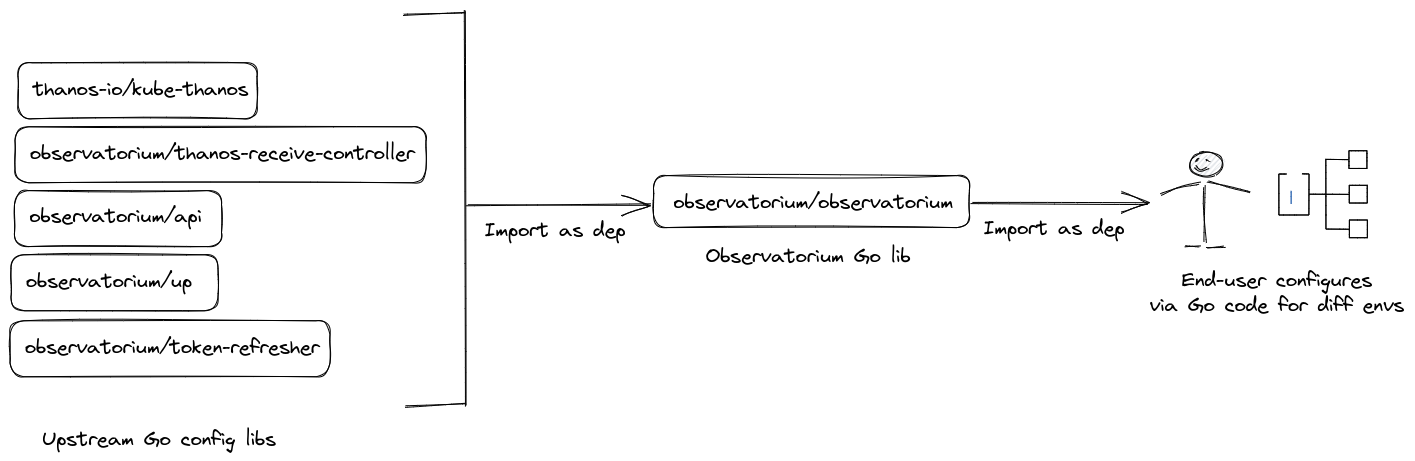 thanos-io/kube-thanos
observatorium/thanos-receive-controller
observatorium/api
observatorium/up
observatorium/token-refresher
Upstream Go config libs
Import as dep
observatorium/observatorium
Observatorium Go lib
Import as dep
End-user configures
via Go code for diff envs